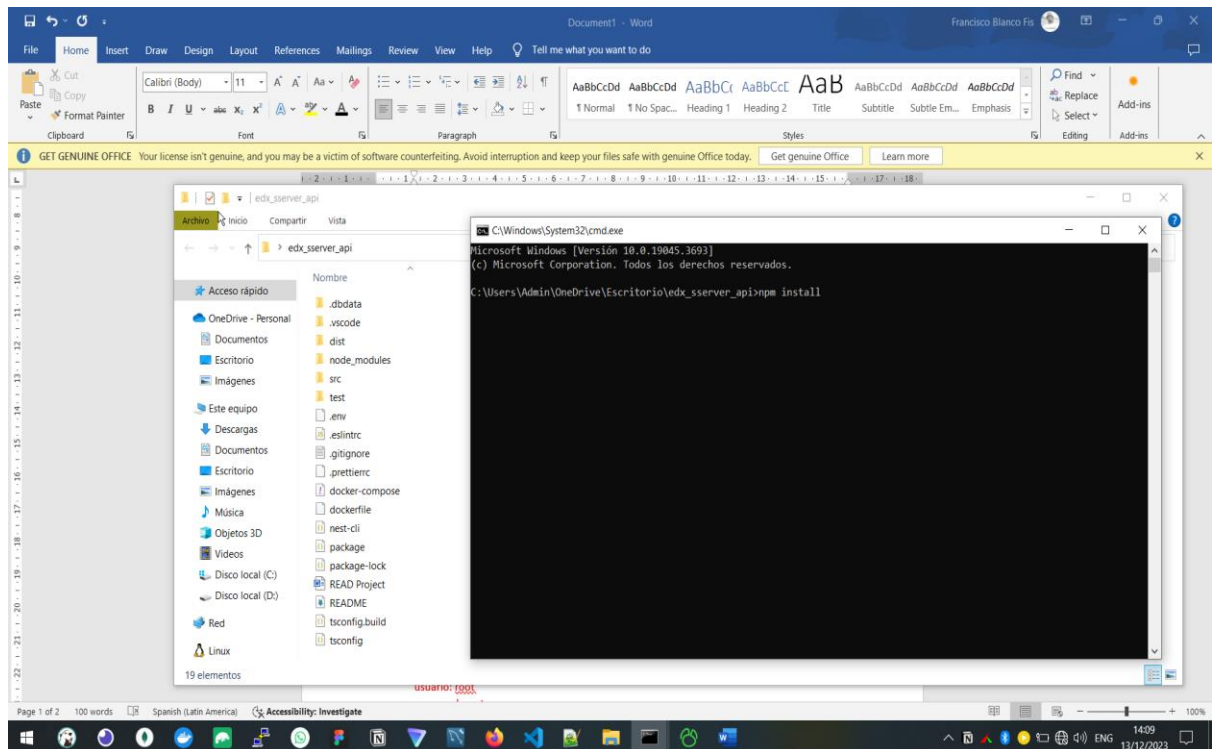 Document1 - Word
Francisco Blanco Fis
File Home Insert Draw Design Layout References Mailings Review View Help Tell me what you want to do
Paste
Cut
Copy
Format Painter
Clipboard
Calibri (Body) 11
Font
Paragraph
AaBbCcDd AaBbCcDd AaBbCc AaBbCcE AaB AaBbCcDd AaBbCcDd AaBbCcDd
¶ Normal ¶ No Spac... Heading 1 Heading 2 Title Subtitle Subtle Em... Emphasis
Styles
Find
Replace
Select
Editing
Add-ins
Add-ins
GET GENUINE OFFICE Your license isn't genuine, and you may be a victim of software counterfeiting. Avoid interruption and keep your files safe with genuine Office today. Get genuine Office Learn more
edx_sserver_api
Archivo Inicio Compartir Vista
edx_sserver_api
Acceso rápido
OneDrive - Personal
Documentos
Escritorio
Imágenes
Este equipo
Descargas
Documentos
Escritorio
Imágenes
Música
Objetos 3D
Videos
Disco local (C:)
Disco local (D:)
Red
Linux
Nombre
.dbdata
.vscode
dist
node_modules
src
test
.env
.eslintrc
.gitignore
.prettierrc
docker-compose
dockerfile
nest-cli
package
package-lock
READ Project
README
tsconfig.build
tsconfig
19 elementos
C:\Windows\System32\cmd.exe
Microsoft Windows [Versión 10.0.19045.3693]
(c) Microsoft Corporation. Todos los derechos reservados.
C:\Users\Admin\OneDrive\Escritorio\edx_sserver_api>npm install
usuario: root
Page 1 of 2 100 words Spanish (Latin America) Accessibility: Investigate 100%
ENG
14:09
13/12/2023